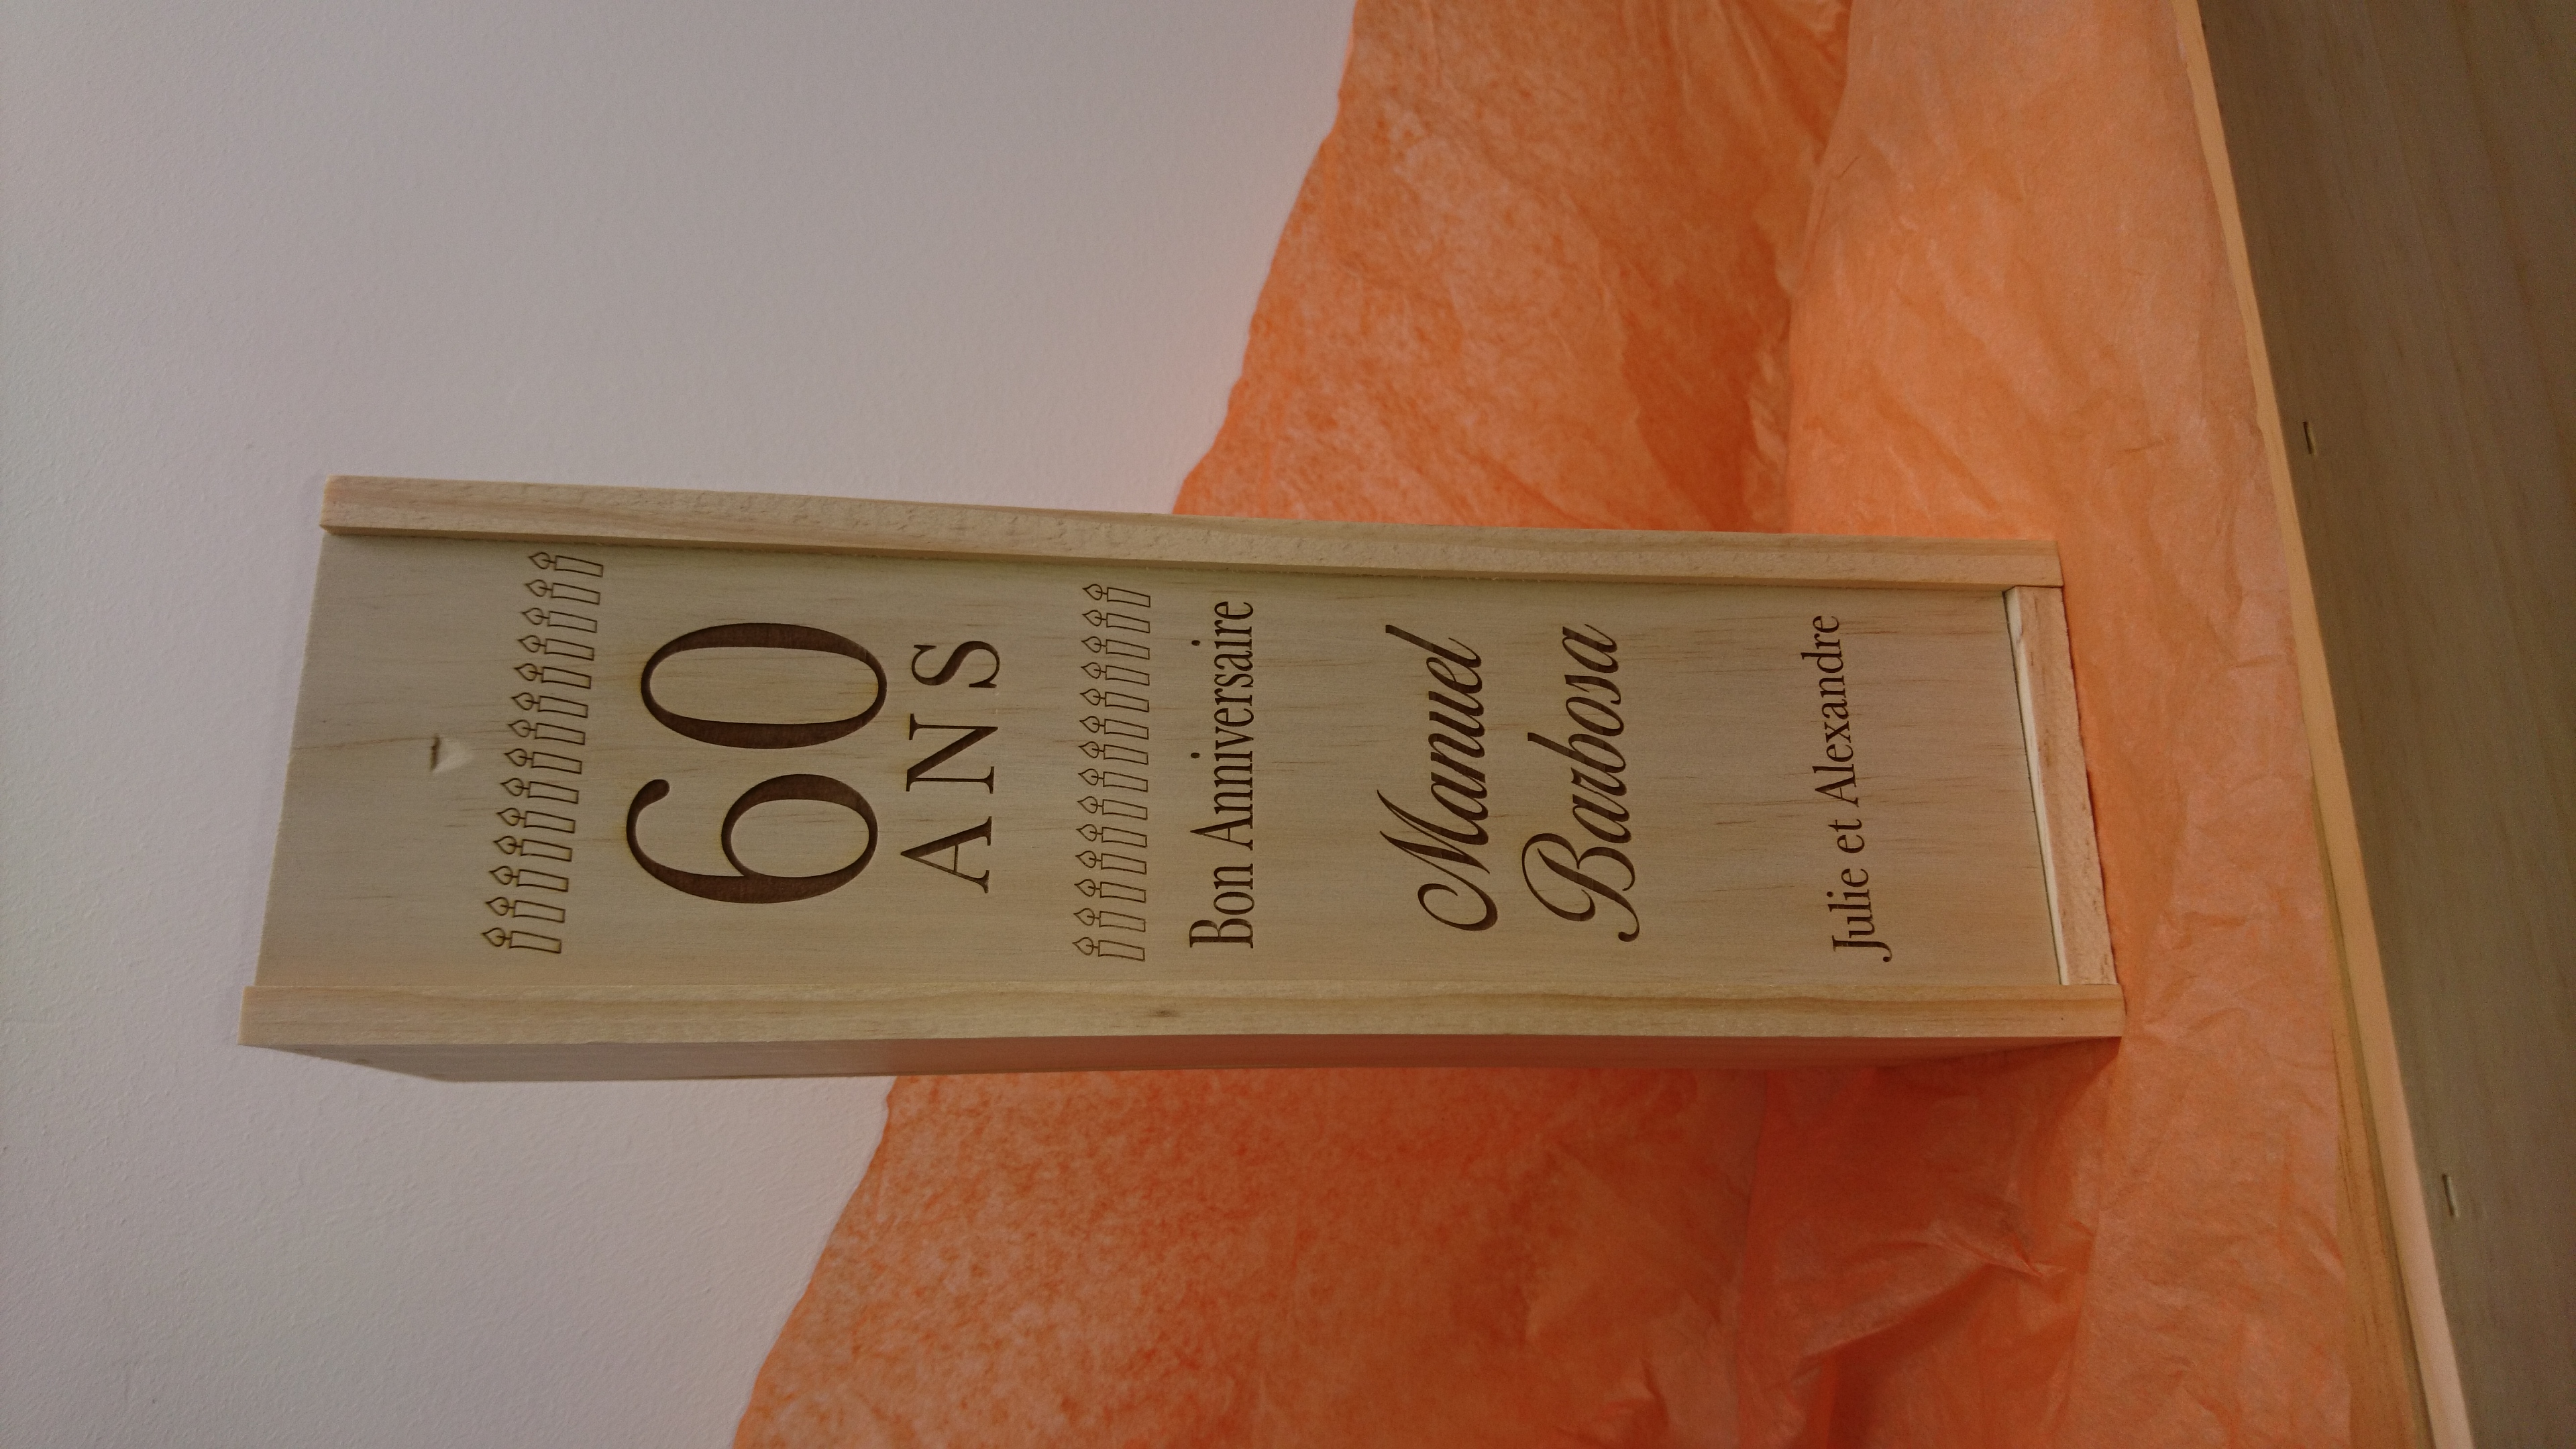 60
ANS
Bon Anniversaire
Manuel
Barbosa
Julie et Alexandre